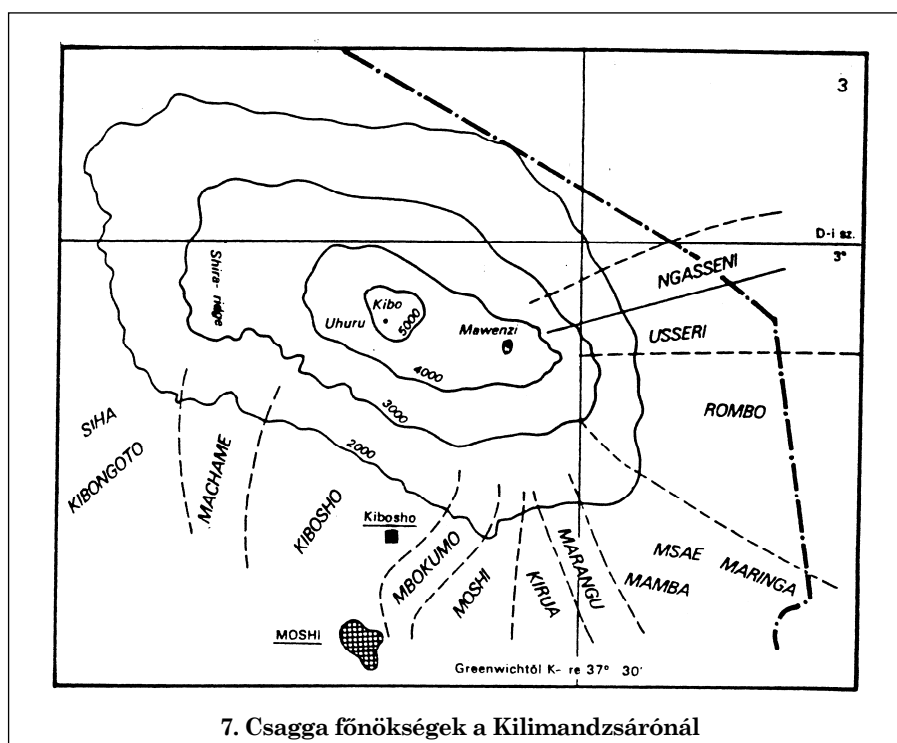 3
D-i sz.
3°
NGASSENI
USSERI
ROMBO
Shira-ridge
Kibo
Uhuru
5000
Mawenzi
4000
3000
2000
SIHA
KIBONGOTO
MACHAME
KIBOSHO
Kibosho
MBOKUMO
MOSHI
KIRUA
MARANGU
MAMBA
MSAE MARINGA
MOSHI
Greenwichtől K- re 37° 30'
7. Csagga főnökségek a Kilimandzsárónál